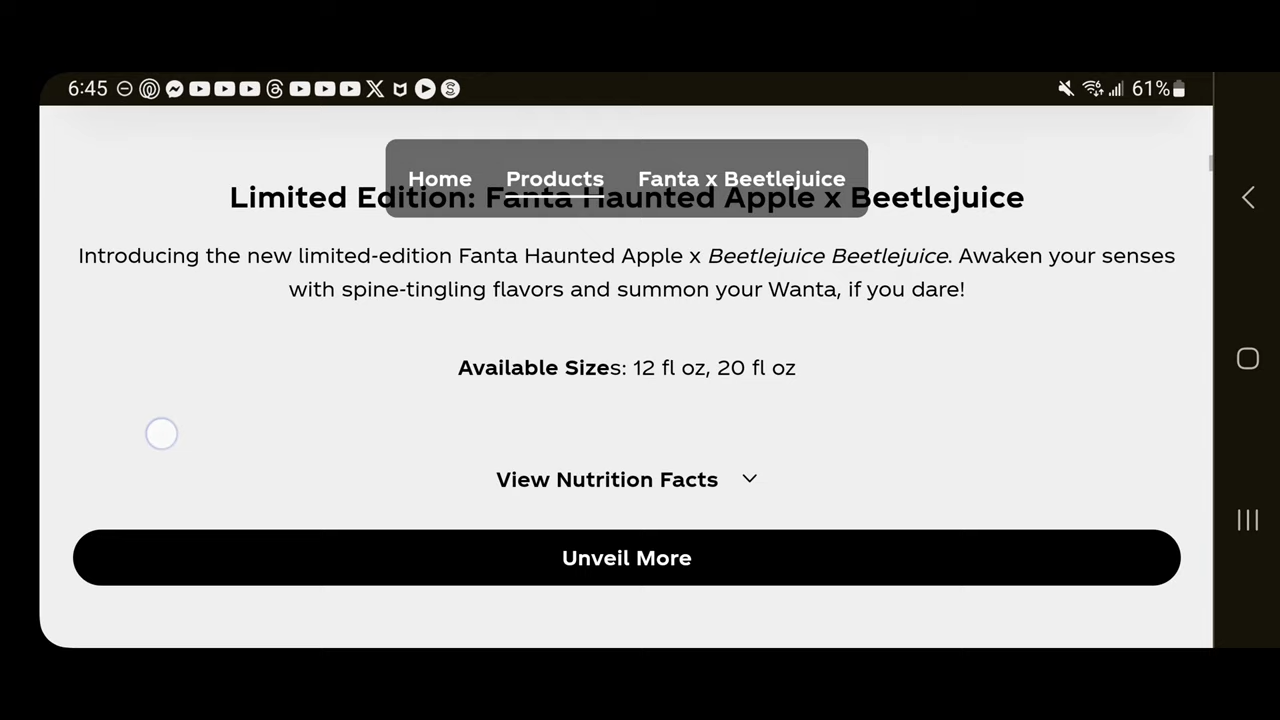 6:45
61%
Home Products Fanta x Beetlejuice
Limited Edition: Fanta Haunted Apple x Beetlejuice
Introducing the new limited-edition Fanta Haunted Apple x Beetlejuice Beetlejuice. Awaken your senses
with spine-tingling flavors and summon your Wanta, if you dare!
Available Sizes: 12 fl oz, 20 fl oz
View Nutrition Facts
Unveil More